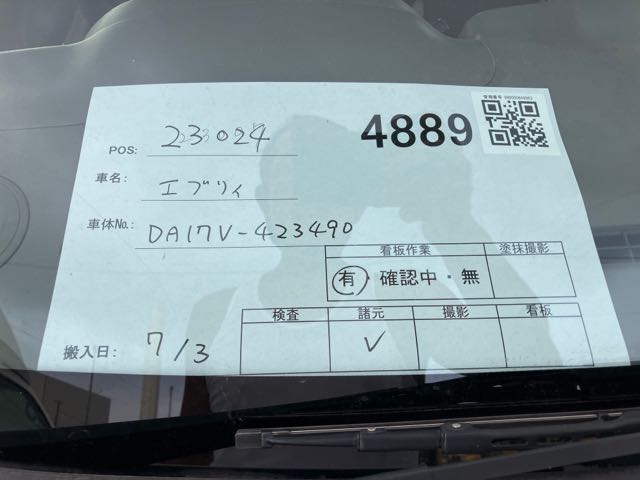 POS: 23024
4889
車名: エブリィ
車体No.: DA17V-423490
看板作業 塗抹撮影
有・確認中・無
検査 諸元 撮影 看板
搬入日: 7/3 V